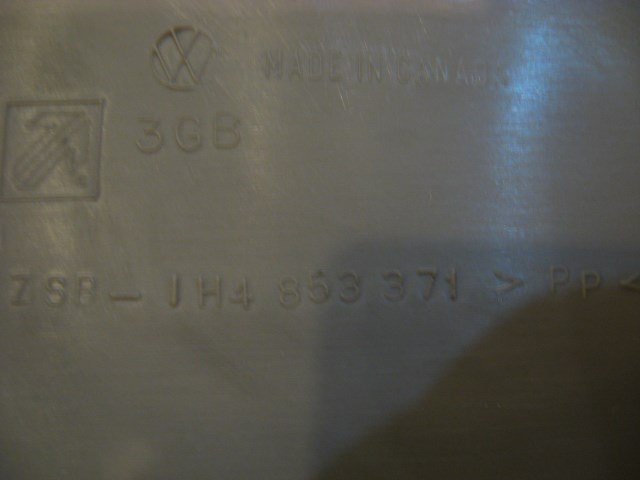 MADE IN CANADA
3GB
ZSB - 1H4 853 371 > PP <